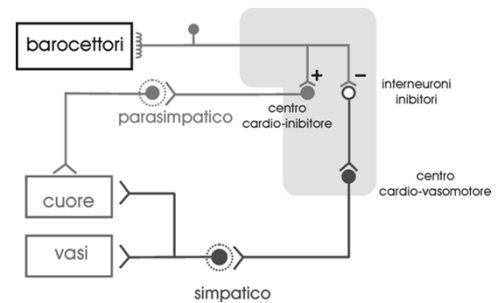 barocettori
+
−
interneuroni
inibitori
centro
cardio-inibitore
parasimpatico
centro
cardio-vasomotore
cuore
vasi
simpatico